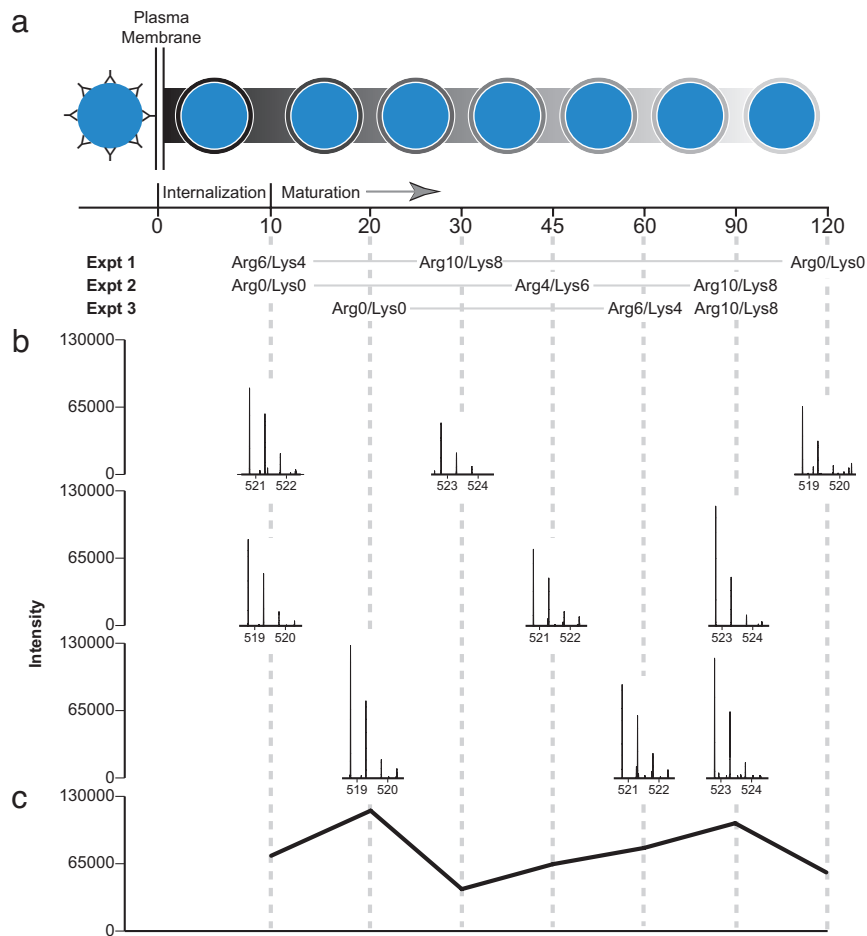 a
Plasma
Membrane
Internalization Maturation
0 10 20 30 45 60 90 120
Expt 1 Arg6/Lys4 Arg10/Lys8 Arg0/Lys0
Expt 2 Arg0/Lys0 Arg4/Lys6 Arg10/Lys8
Expt 3 Arg0/Lys0 Arg6/Lys4 Arg10/Lys8
b
130000
65000
0
521 522 523 524 519 520
130000
65000
0
519 520 521 522 523 524
Intensity
130000
65000
0
519 520 521 522 523 524
c
130000
65000
0